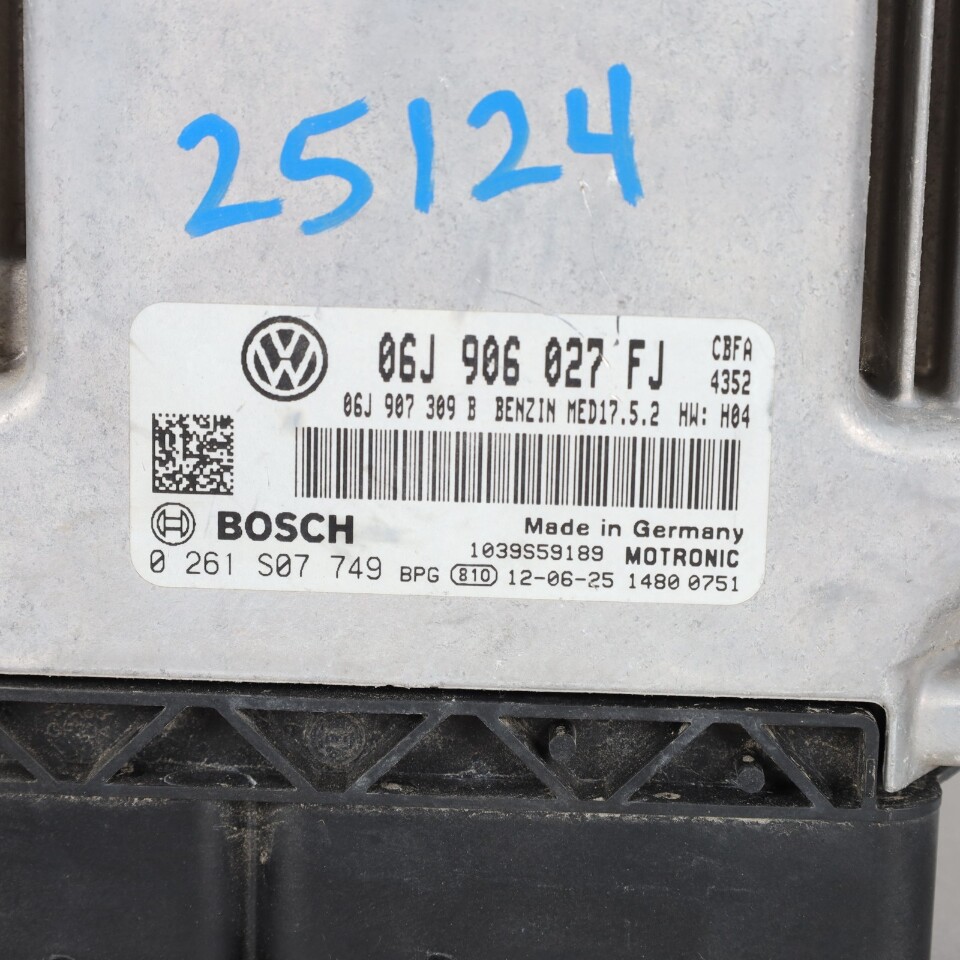 25124
06J 906 027 FJ CBFA
4352
06J 907 309 B BENZIN MED17.5.2 HW: H04
BOSCH Made in Germany
1039S59189 MOTRONIC
0 261 S07 749 BPG 810 12-06-25 1480 0751